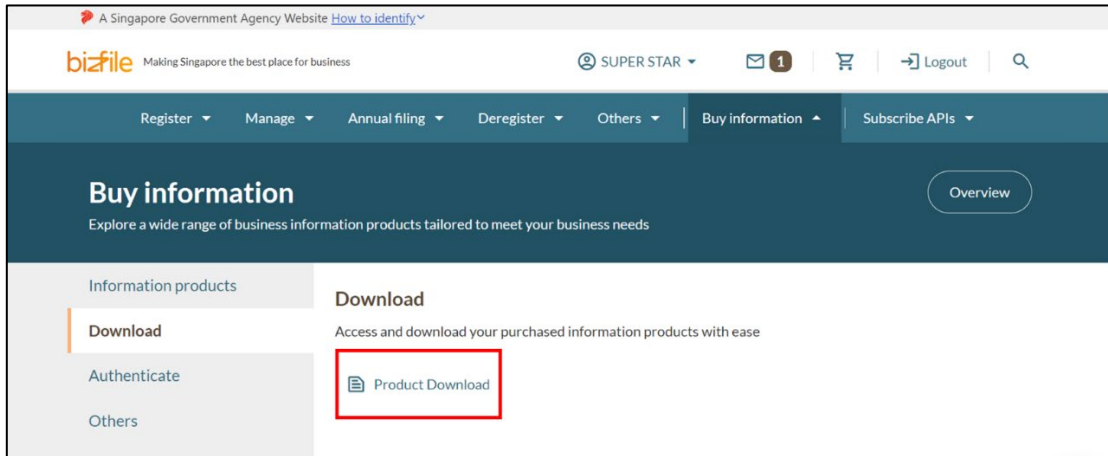 A Singapore Government Agency Website How to identify
bizfile Making Singapore the best place for business SUPER STAR 1 Logout
Register Manage Annual filing Deregister Others Buy information Subscribe APIs
Buy information
Overview
Explore a wide range of business information products tailored to meet your business needs
Information products
Download
Authenticate
Others
Download
Access and download your purchased information products with ease
Product Download